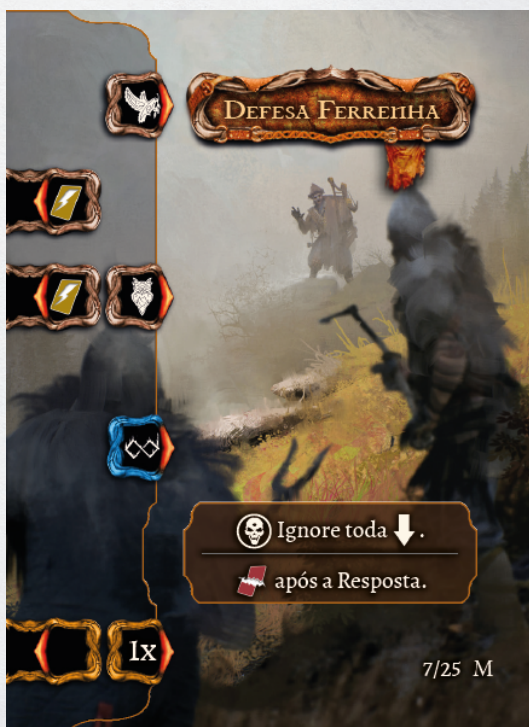 Defesa Ferrenha
Ignore toda .
após a Resposta.
1x
7/25 M